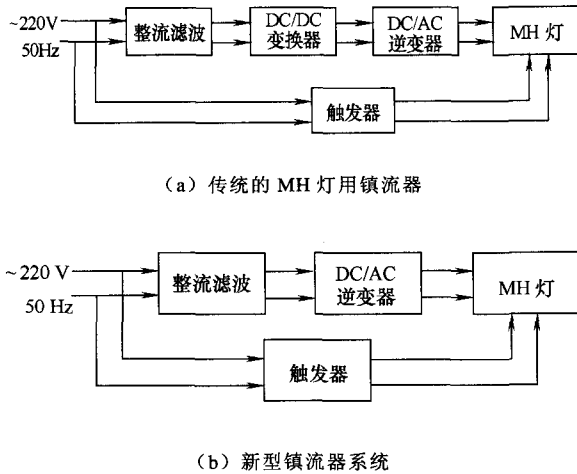 ~220V
50Hz
整流滤波
DC/DC
变换器
DC/AC
逆变器
MH 灯
触发器
(a) 传统的 MH 灯用镇流器
~220 V
50 Hz
整流滤波
DC/AC
逆变器
MH 灯
触发器
(b) 新型镇流器系统